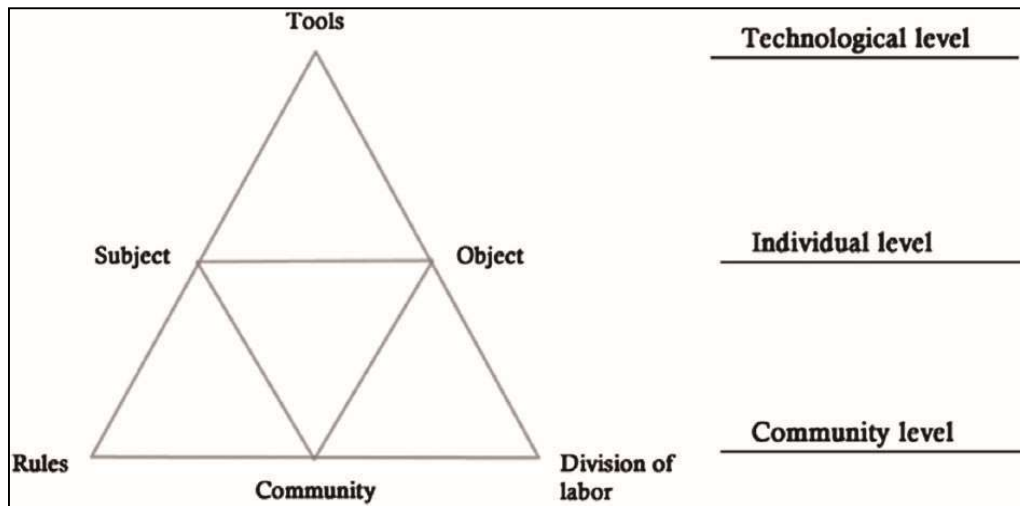 Tools
Technological level
Subject
Object
Individual level
Rules
Community
Division of
labor
Community level